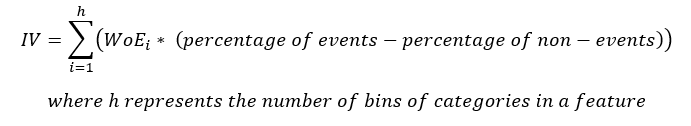 IV = \sum_{i=1}^{h} (WoE_i * (percentage of events − percentage of non − events))
where h represents the number of bins of categories in a feature